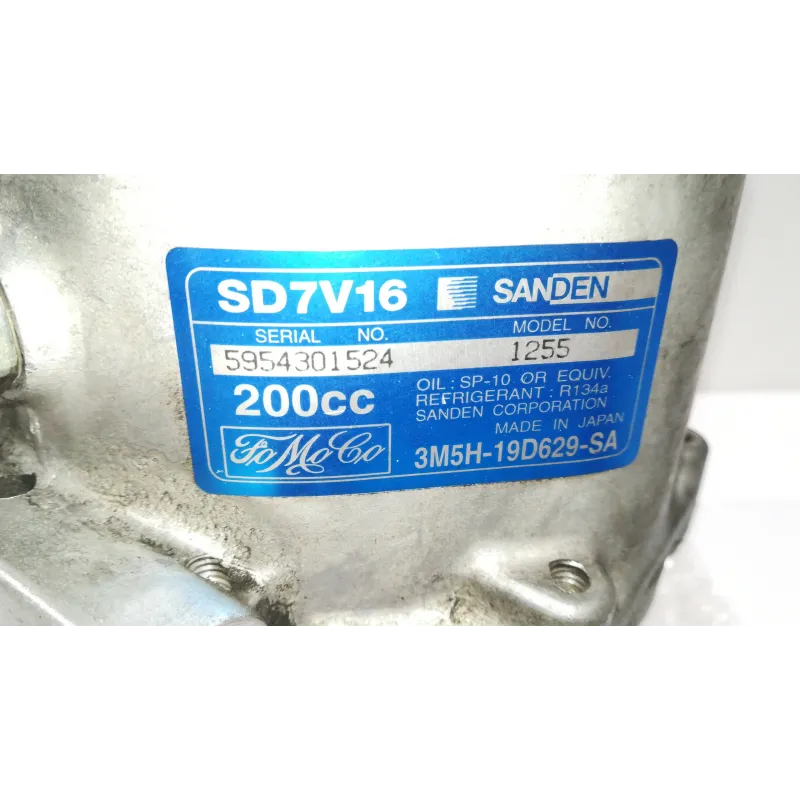 SD7V16 SANDEN
SERIAL NO. MODEL NO.
5954301524 1255
200cc
OIL : SP-10 OR EQUIV.
REFRIGERANT : R134a
SANDEN CORPORATION
MADE IN JAPAN
FoMoCo 3M5H-19D629-SA